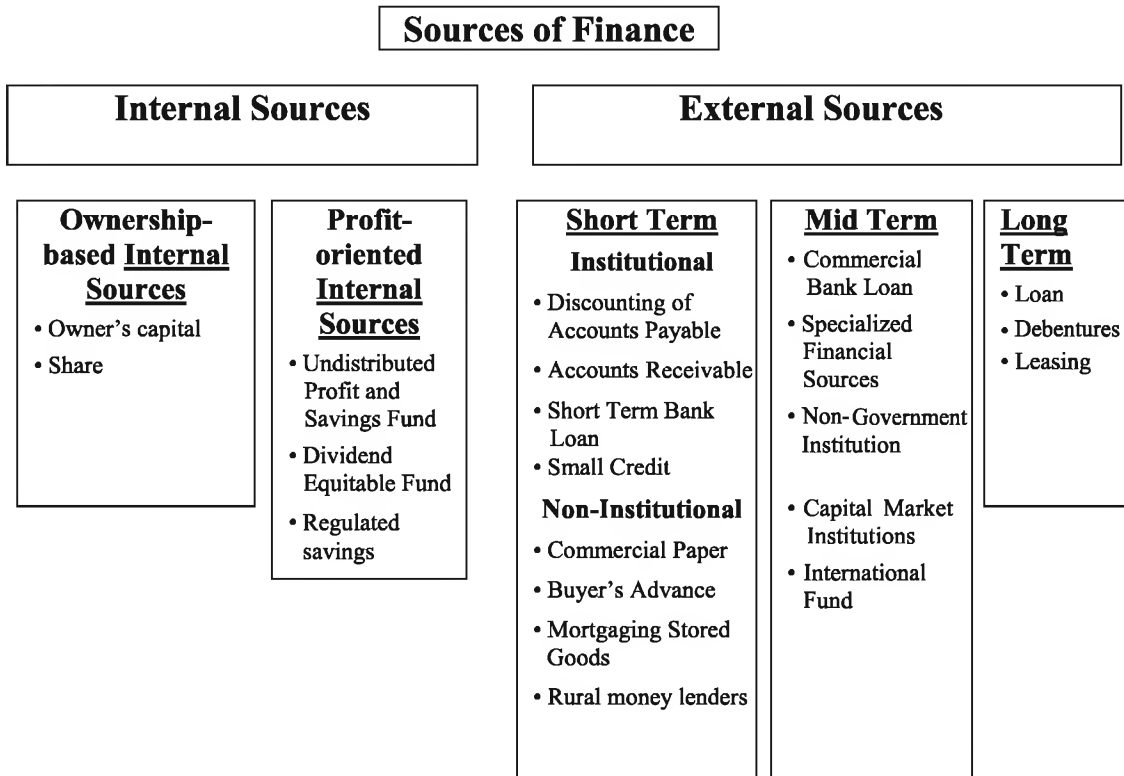 Sources of Finance
Internal Sources
External Sources
Ownership-
based Internal
Sources
• Owner's capital
• Share
Profit-
oriented
Internal
Sources
• Undistributed
Profit and
Savings Fund
• Dividend
Equitable Fund
• Regulated
savings
Short Term
Institutional
• Discounting of
Accounts Payable
• Accounts Receivable
• Short Term Bank
Loan
• Small Credit
Non-Institutional
• Commercial Paper
• Buyer's Advance
• Mortgaging Stored
Goods
• Rural money lenders
Mid Term
• Commercial
Bank Loan
• Specialized
Financial
Sources
• Non-Government
Institution
• Capital Market
Institutions
• International
Fund
Long
Term
• Loan
• Debentures
• Leasing